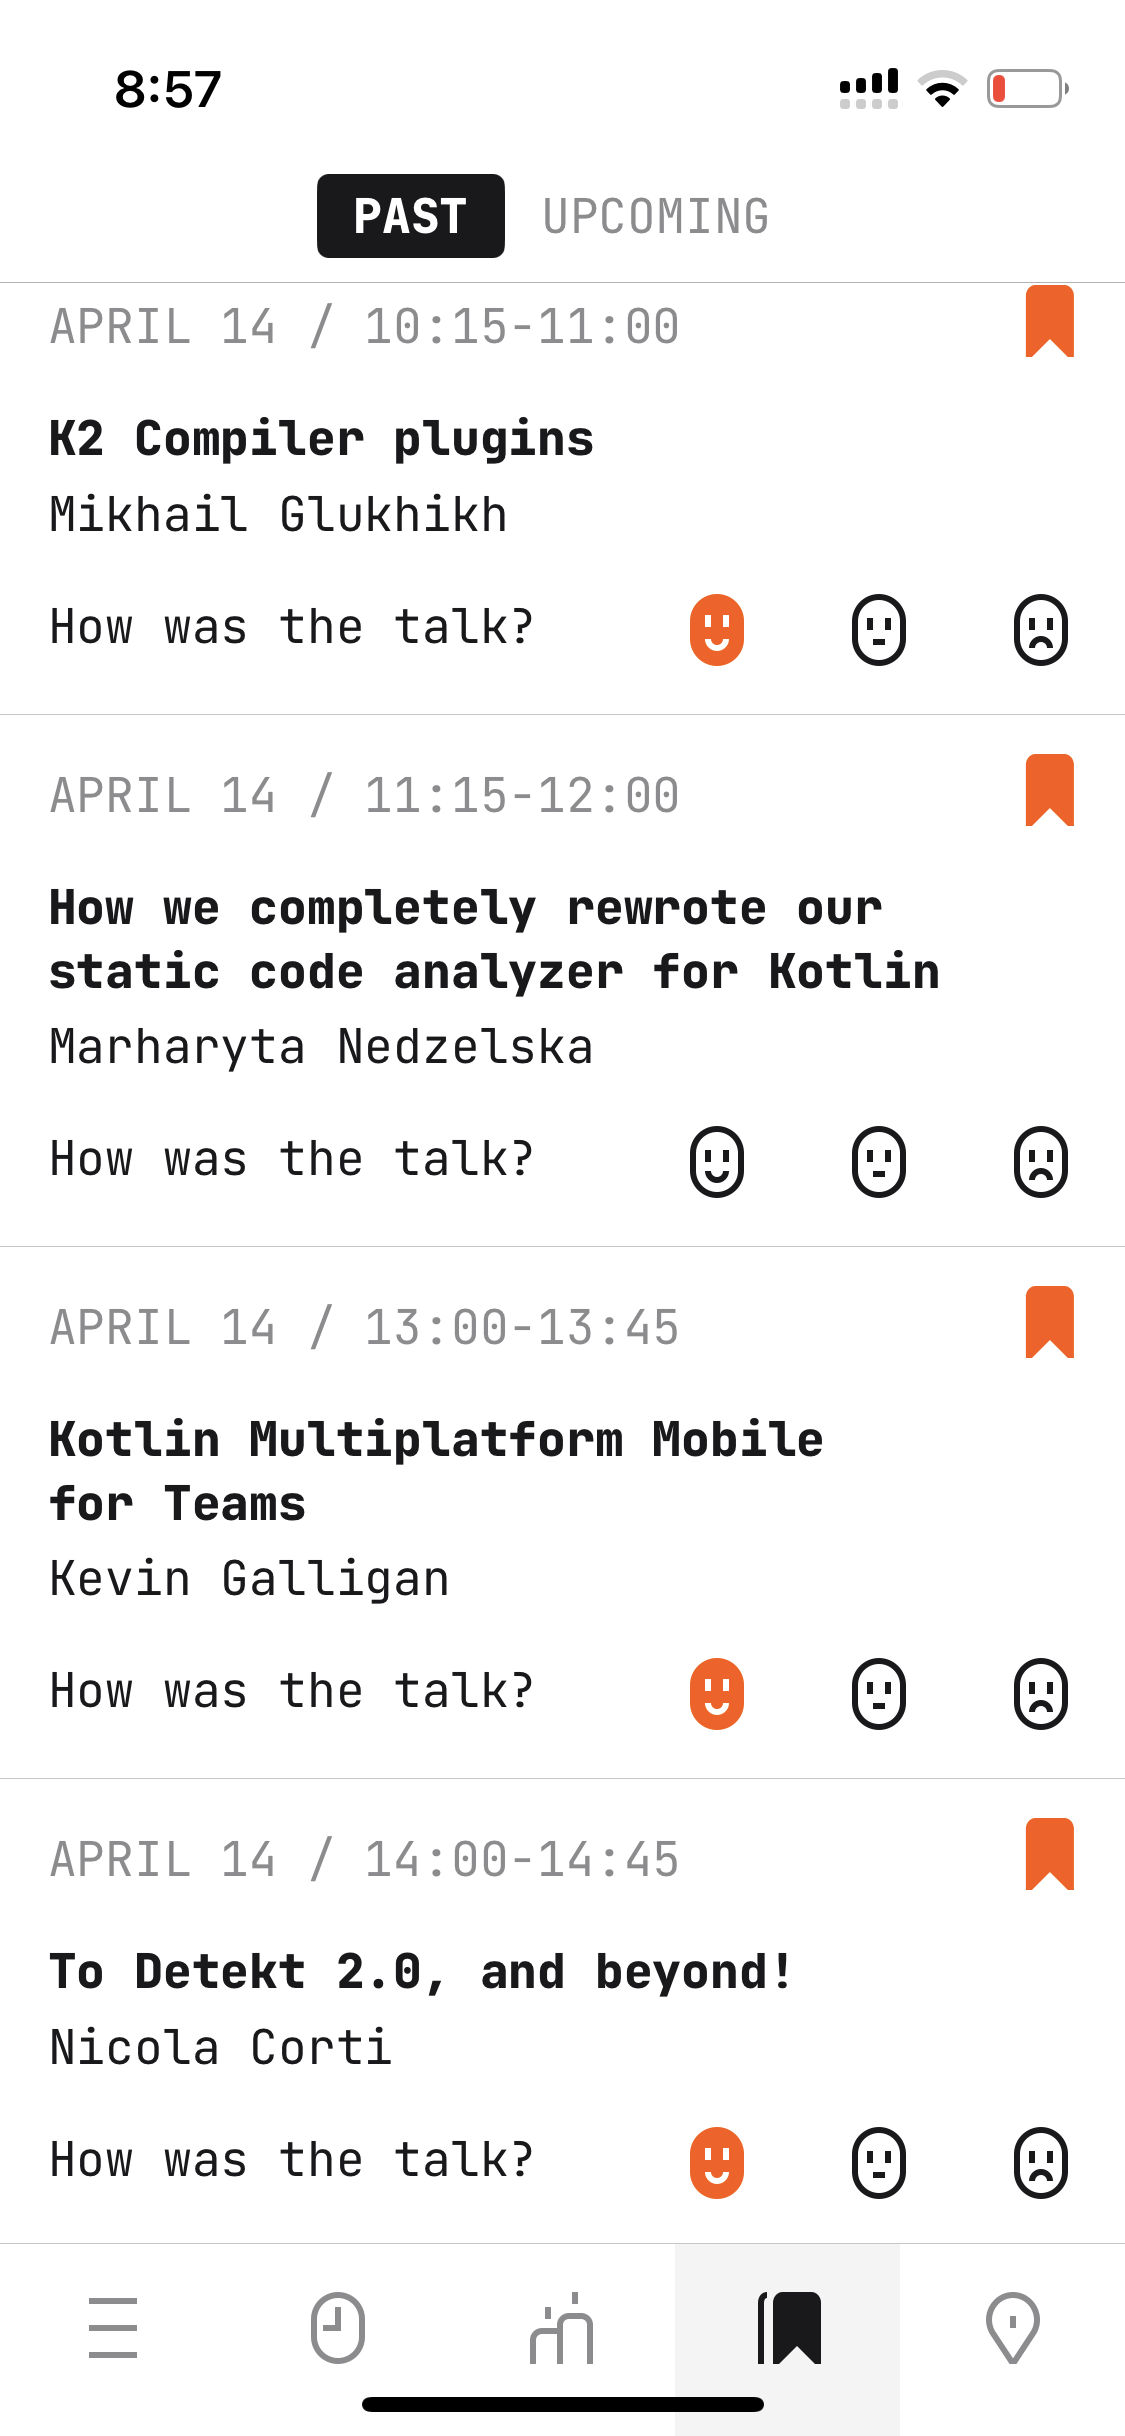 8:57
PAST UPCOMING
APRIL 14 / 10:15-11:00
K2 Compiler plugins
Mikhail Glukhikh
How was the talk?
APRIL 14 / 11:15-12:00
How we completely rewrote our
static code analyzer for Kotlin
Marharyta Nedzelska
How was the talk?
APRIL 14 / 13:00-13:45
Kotlin Multiplatform Mobile
for Teams
Kevin Galligan
How was the talk?
APRIL 14 / 14:00-14:45
To Detekt 2.0, and beyond!
Nicola Corti
How was the talk?